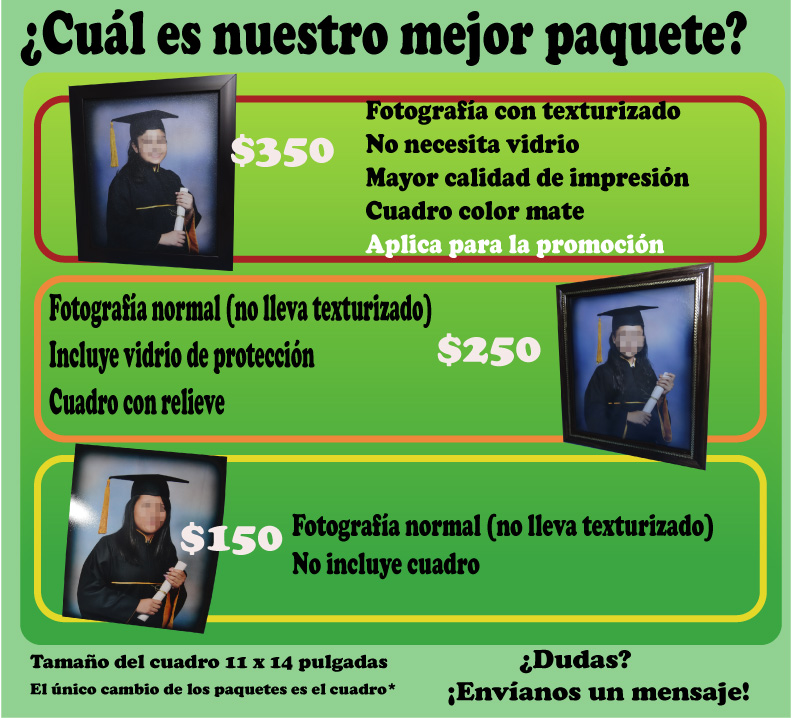 ¿Cuál es nuestro mejor paquete?
$350
Fotografía con texturizado
No necesita vidrio
Mayor calidad de impresión
Cuadro color mate
Aplica para la promoción
Fotografía normal (no lleva texturizado)
Incluye vidrio de protección
Cuadro con relieve
$250
$150
Fotografía normal (no lleva texturizado)
No incluye cuadro
Tamaño del cuadro 11 x 14 pulgadas
El único cambio de los paquetes es el cuadro*
¿Dudas?
¡Envíanos un mensaje!